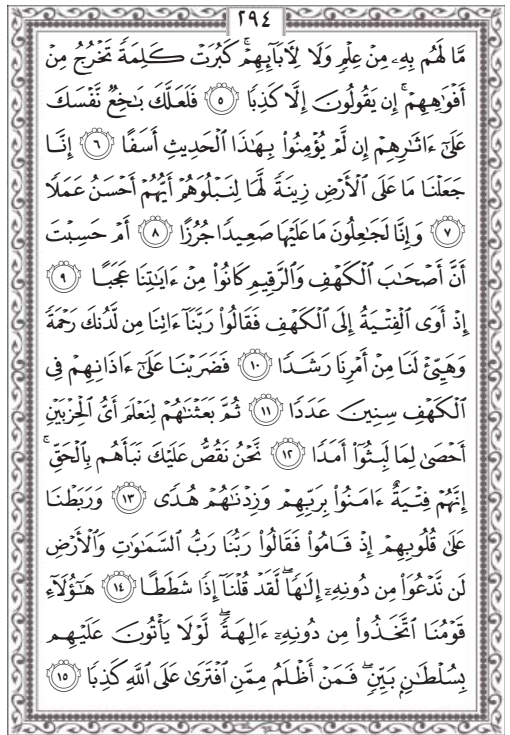 ٢٩٤
مَّا لَهُم بِهِۦ مِنْ عِلْمٍ وَلَا لِأٓبَآئِهِمْۚ كَبُرَتْ كَلِمَةً تَخْرُجُ مِنْ
أَفْوَٰهِهِمْۚ إِن يَقُولُونَ إِلَّا كَذِبًا ٥ فَلَعَلَّكَ بَٰخِعٌ نَّفْسَكَ
عَلَىٰٓ ءَاثَٰرِهِمْ إِن لَّمْ يُؤْمِنُوا۟ بِهَٰذَا ٱلْحَدِيثِ أَسَفًا ٦ إِنَّا
جَعَلْنَا مَا عَلَى ٱلْأَرْضِ زِينَةً لَّهَا لِنَبْلُوَهُمْ أَيُّهُمْ أَحْسَنُ عَمَلًا
٧ وَإِنَّا لَجَٰعِلُونَ مَا عَلَيْهَا صَعِيدًا جُرُزًا ٨ أَمْ حَسِبْتَ
أَنَّ أَصْحَٰبَ ٱلْكَهْفِ وَٱلرَّقِيمِ كَانُوا۟ مِنْ ءَايَٰتِنَا عَجَبًا ٩
إِذْ أَوَى ٱلْفِتْيَةُ إِلَى ٱلْكَهْفِ فَقَالُوا۟ رَبَّنَآ ءَاتِنَا مِن لَّدُنكَ رَحْمَةً
وَهَيِّئْ لَنَا مِنْ أَمْرِنَا رَشَدًا ١٠ فَضَرَبْنَا عَلَىٰٓ ءَاذَانِهِمْ فِى
ٱلْكَهْفِ سِنِينَ عَدَدًا ١١ ثُمَّ بَعَثْنَٰهُمْ لِنَعْلَمَ أَىُّ ٱلْحِزْبَيْنِ
أَحْصَىٰ لِمَا لَبِثُوٓا۟ أَمَدًا ١٢ نَّحْنُ نَقُصُّ عَلَيْكَ نَبَأَهُم بِٱلْحَقِّۚ
إِنَّهُمْ فِتْيَةٌ ءَامَنُوا۟ بِرَبِّهِمْ وَزِدْنَٰهُمْ هُدًى ١٣ وَرَبَطْنَا
عَلَىٰ قُلُوبِهِمْ إِذْ قَامُوا۟ فَقَالُوا۟ رَبُّنَا رَبُّ ٱلسَّمَٰوَٰتِ وَٱلْأَرْضِ
لَن نَّدْعُوَا۟ مِن دُونِهِۦٓ إِلَٰهًاۖ لَّقَدْ قُلْنَآ إِذًا شَطَطًا ١٤ هَٰٓؤُلَآءِ
قَوْمُنَا ٱتَّخَذُوا۟ مِن دُونِهِۦٓ ءَالِهَةًۖ لَّوْلَا يَأْتُونَ عَلَيْهِم
بِسُلْطَٰنٍۭ بَيِّنٍۖ فَمَنْ أَظْلَمُ مِمَّنِ ٱفْتَرَىٰ عَلَى ٱللَّهِ كَذِبًا ١٥